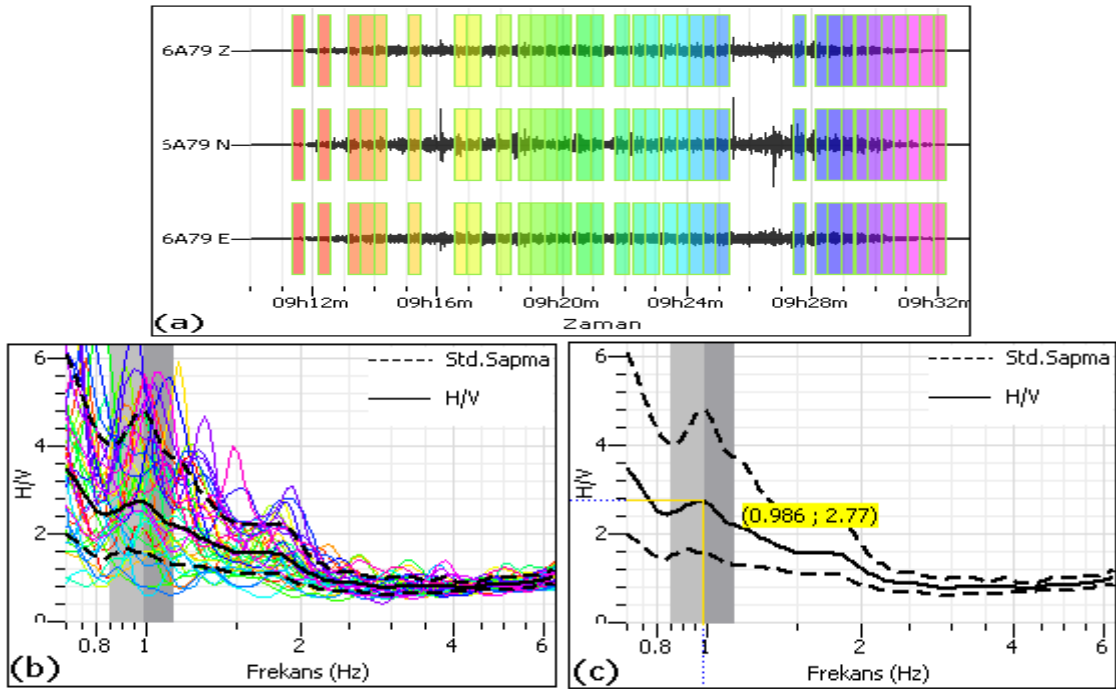 6A79 Z
6A79 N
6A79 E
09h12m 09h16m 09h20m 09h24m 09h28m 09h32m
Zaman
(a)
6
4
2
0
H/V
Std.Sapma
H/V
0.8 1 2 4 6
Frekans (Hz)
(b)
6
4
2
0
H/V
Std.Sapma
H/V
(0.986 ; 2.77)
0.8 1 2 4 6
Frekans (Hz)
(c)